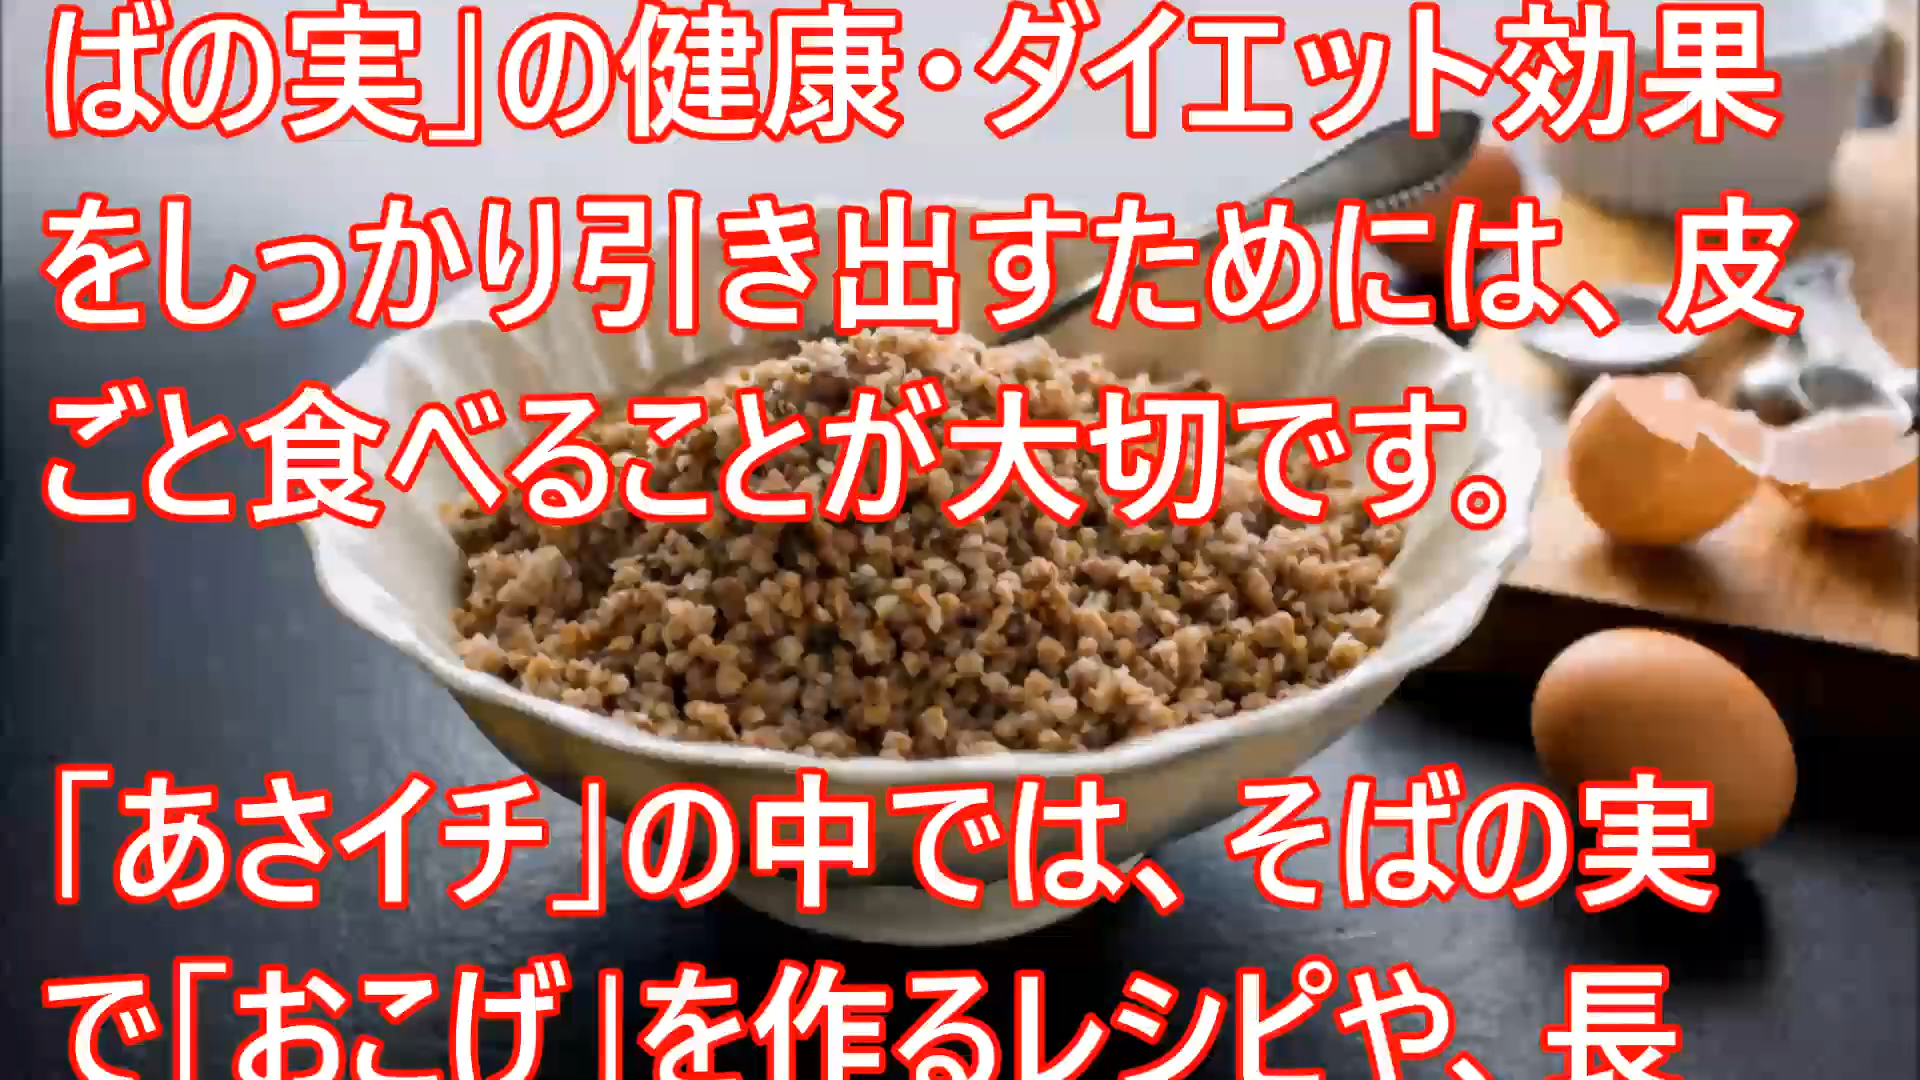 ばの実」の健康・ダイエット効果
をしっかり引き出すためには、皮
ごと食べることが大切です。
「あさイチ」の中では、そばの実
で「おこげ」を作るレシピや、長